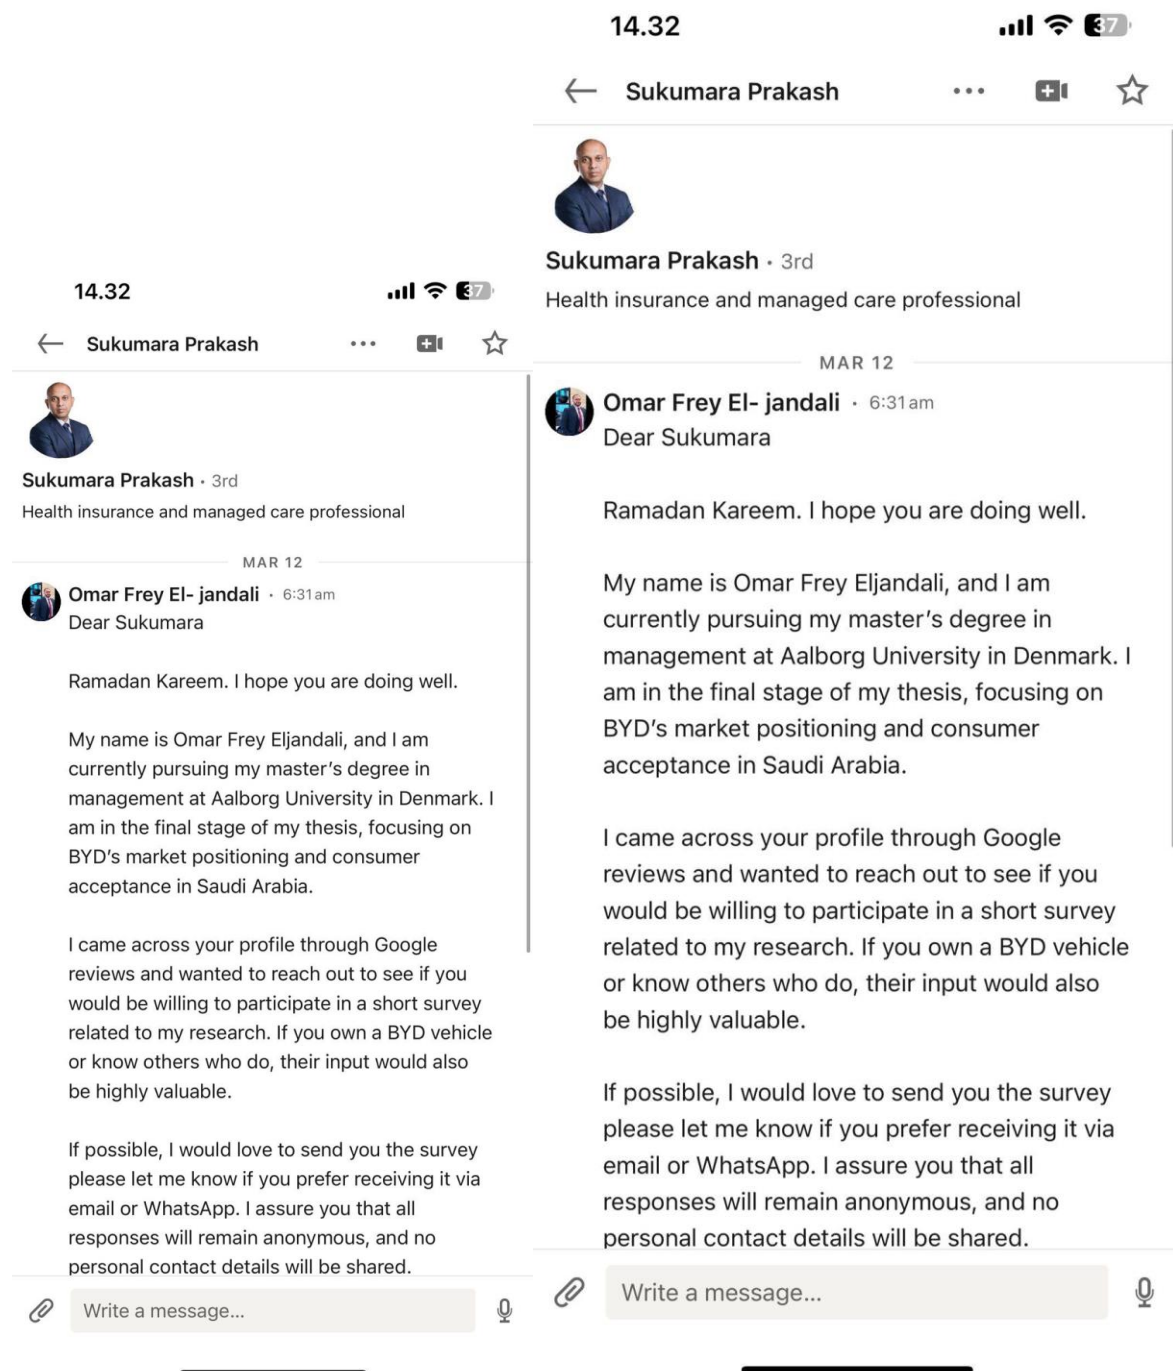 14.32
37
Sukumara Prakash
Sukumara Prakash · 3rd
Health insurance and managed care professional
MAR 12
Omar Frey El- jandali · 6:31 am
Dear Sukumara
Ramadan Kareem. I hope you are doing well.
My name is Omar Frey Eljandali, and I am
currently pursuing my master's degree in
management at Aalborg University in Denmark. I
am in the final stage of my thesis, focusing on
BYD's market positioning and consumer
acceptance in Saudi Arabia.
I came across your profile through Google
reviews and wanted to reach out to see if you
would be willing to participate in a short survey
related to my research. If you own a BYD vehicle
or know others who do, their input would also
be highly valuable.
If possible, I would love to send you the survey
please let me know if you prefer receiving it via
email or WhatsApp. I assure you that all
responses will remain anonymous, and no
personal contact details will be shared.
Write a message...
14.32
37
Sukumara Prakash
Sukumara Prakash · 3rd
Health insurance and managed care professional
MAR 12
Omar Frey El- jandali · 6:31 am
Dear Sukumara
Ramadan Kareem. I hope you are doing well.
My name is Omar Frey Eljandali, and I am
currently pursuing my master's degree in
management at Aalborg University in Denmark. I
am in the final stage of my thesis, focusing on
BYD's market positioning and consumer
acceptance in Saudi Arabia.
I came across your profile through Google
reviews and wanted to reach out to see if you
would be willing to participate in a short survey
related to my research. If you own a BYD vehicle
or know others who do, their input would also
be highly valuable.
If possible, I would love to send you the survey
please let me know if you prefer receiving it via
email or WhatsApp. I assure you that all
responses will remain anonymous, and no
personal contact details will be shared.
Write a message...